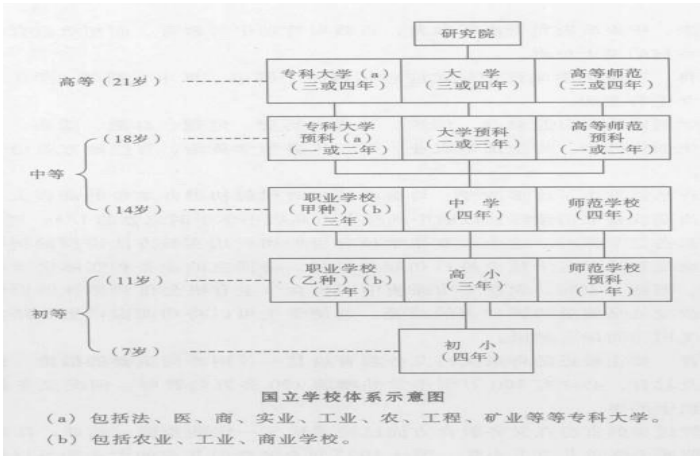 研究院
高等（21岁） 专科大学（a） 大 学 高等师范
（三或四年） （三或四年） （三或四年）
（18岁） 专科大学 大学预科 高等师范
预科（a） （二或三年） 预科
（一或二年） （一或二年）
中等
（14岁） 职业学校 中 学 师范学校
（甲种）（b） （四年） （四年）
（三年）
（11岁） 职业学校 高 小 师范学校
（乙种）（b） （三年） 预科
（三年） （一年）
初等
（7岁） 初 小
（四年）
国立学校体系示意图
（a） 包括法、医、商、实业、工业、农、工程、矿业等等专科大学。
（b） 包括农业、工业、商业学校。